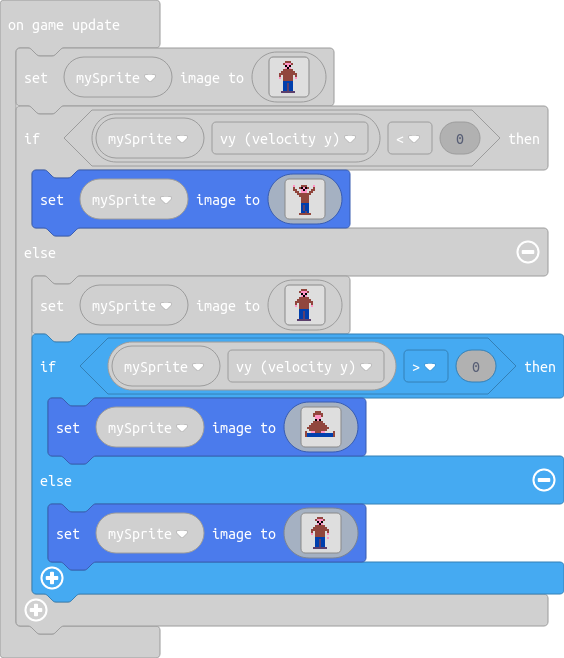 on game update
set mySprite image to
if mySprite vy (velocity y) < 0 then
set mySprite image to
else
set mySprite image to
if mySprite vy (velocity y) > 0 then
set mySprite image to
else
set mySprite image to